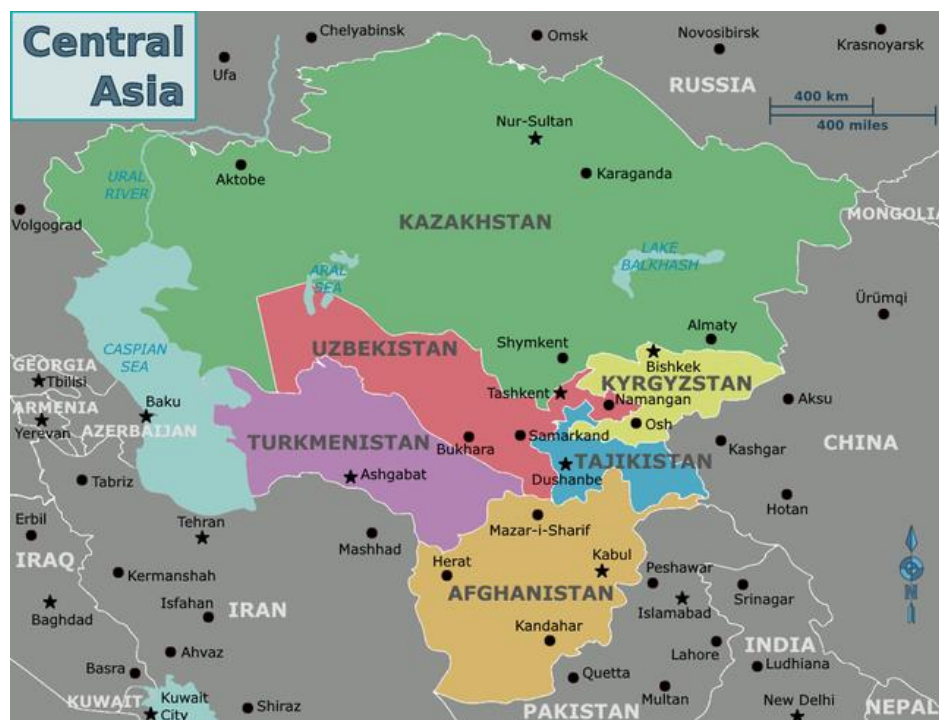 Central
Asia
Chelyabinsk
Omsk
Novosibirsk
Krasnoyarsk
Ufa
RUSSIA
400 km
400 miles
Nur-Sultan
Aktobe
Karaganda
URAL
RIVER
Volgograd
KAZAKHSTAN
MONGOLIA
LAKE
BALKHASH
ARAL
SEA
Ürümqi
CASPIAN
SEA
UZBEKISTAN
Shymkent
Almaty
Bishkek
GEORGIA
Tbilisi
KYRGYZSTAN
Tashkent
Namangan
Aksu
ARMENIA
Baku
Yerevan
AZERBAIJAN
Osh
TURKMENISTAN
Bukhara
Samarkand
Kashgar
CHINA
TAJIKISTAN
Ashgabat
Dushanbe
Tabriz
Hotan
Erbil
Tehran
Mazar-i-Sharif
Mashhad
IRAQ
Kabul
Herat
Kermanshah
Peshawar
AFGHANISTAN
Srinagar
N
Isfahan
IRAN
Islamabad
Baghdad
Kandahar
Ahvaz
Lahore
INDIA
Basra
Quetta
Ludhiana
Multan
KUWAIT
Kuwait
City
Shiraz
PAKISTAN
New Delhi
NEPAL